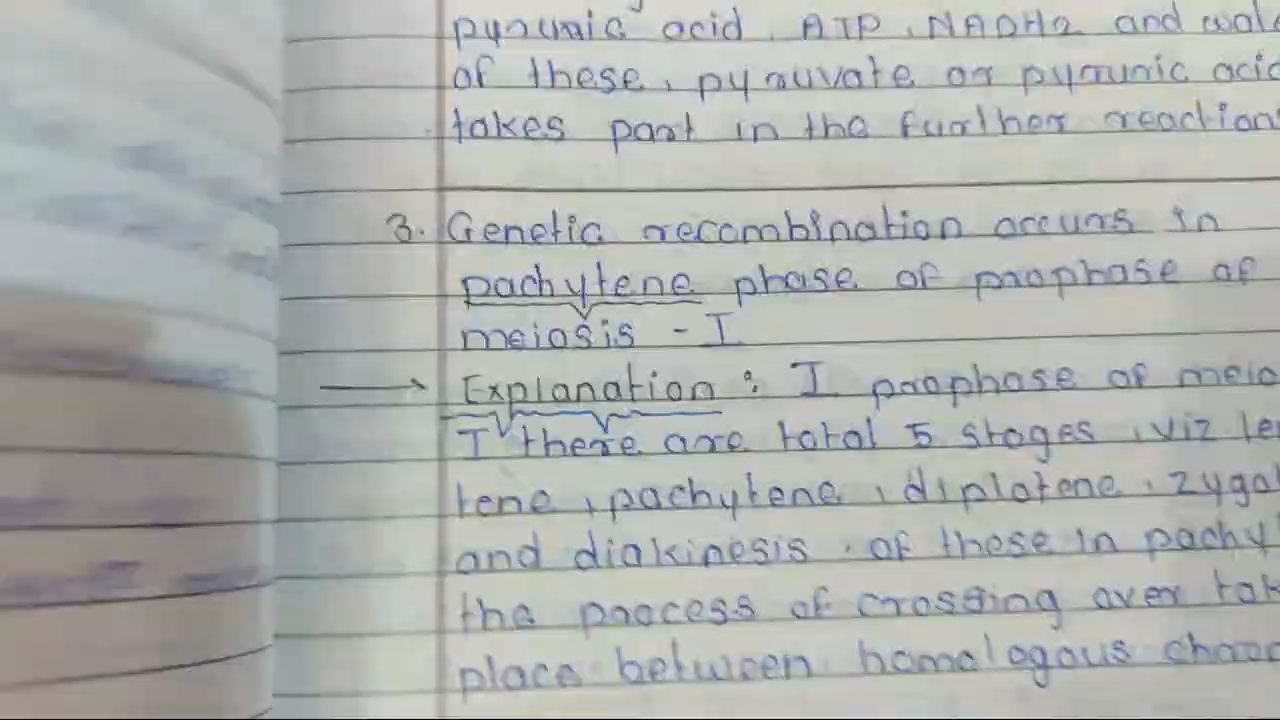 pyruvic acid, ATP, NADH2 and wat
of these, pyruvate or pyruvic acid
takes part in the further reaction
3. Genetic recombination occurs in
pachytene phase of prophase of
meiosis - I
→ Explanation : I prophase of meio
I there are total 5 stages, viz le
tene, pachytene, diplotene, zygo
and diakinesis. of these in pachy
the process of crossing over tak
place between homologous chro